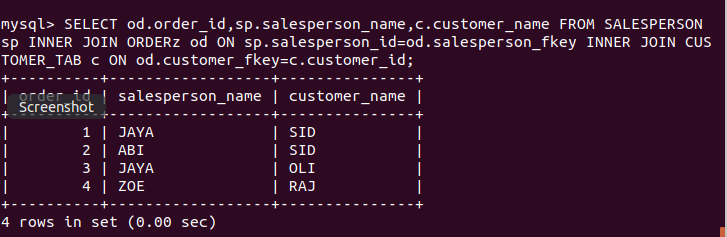 mysql> SELECT od.order_id,sp.salesperson_name,c.customer_name FROM SALESPERSON
sp INNER JOIN ORDERz od ON sp.salesperson_id=od.salesperson_fkey INNER JOIN CUS
TOMER_TAB c ON od.customer_fkey=c.customer_id;
+----------+------------------+---------------+
| order_id | salesperson_name | customer_name |
Screenshot
+----------+------------------+---------------+
|        1 | JAYA             | SID           |
|        2 | ABI              | SID           |
|        3 | JAYA             | OLI           |
|        4 | ZOE              | RAJ           |
+----------+------------------+---------------+
4 rows in set (0.00 sec)